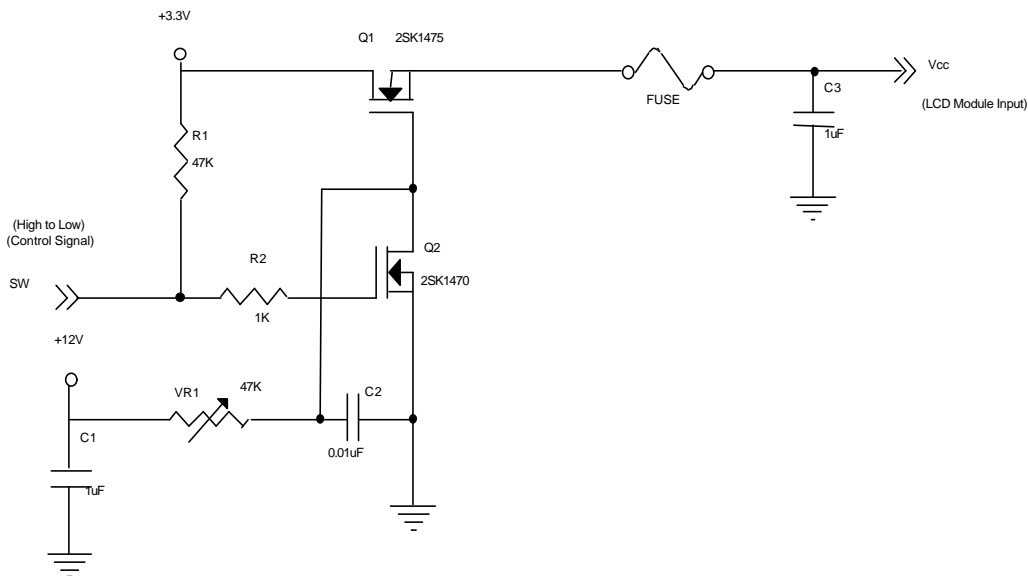 +3.3V
Q1 2SK1475
Vcc
FUSE
C3
(LCD Module Input)
R1
47K
1uF
(High to Low)
(Control Signal)
Q2
R2
SW
2SK1470
1K
+12V
VR1 47K C2
C1
0.01uF
1uF